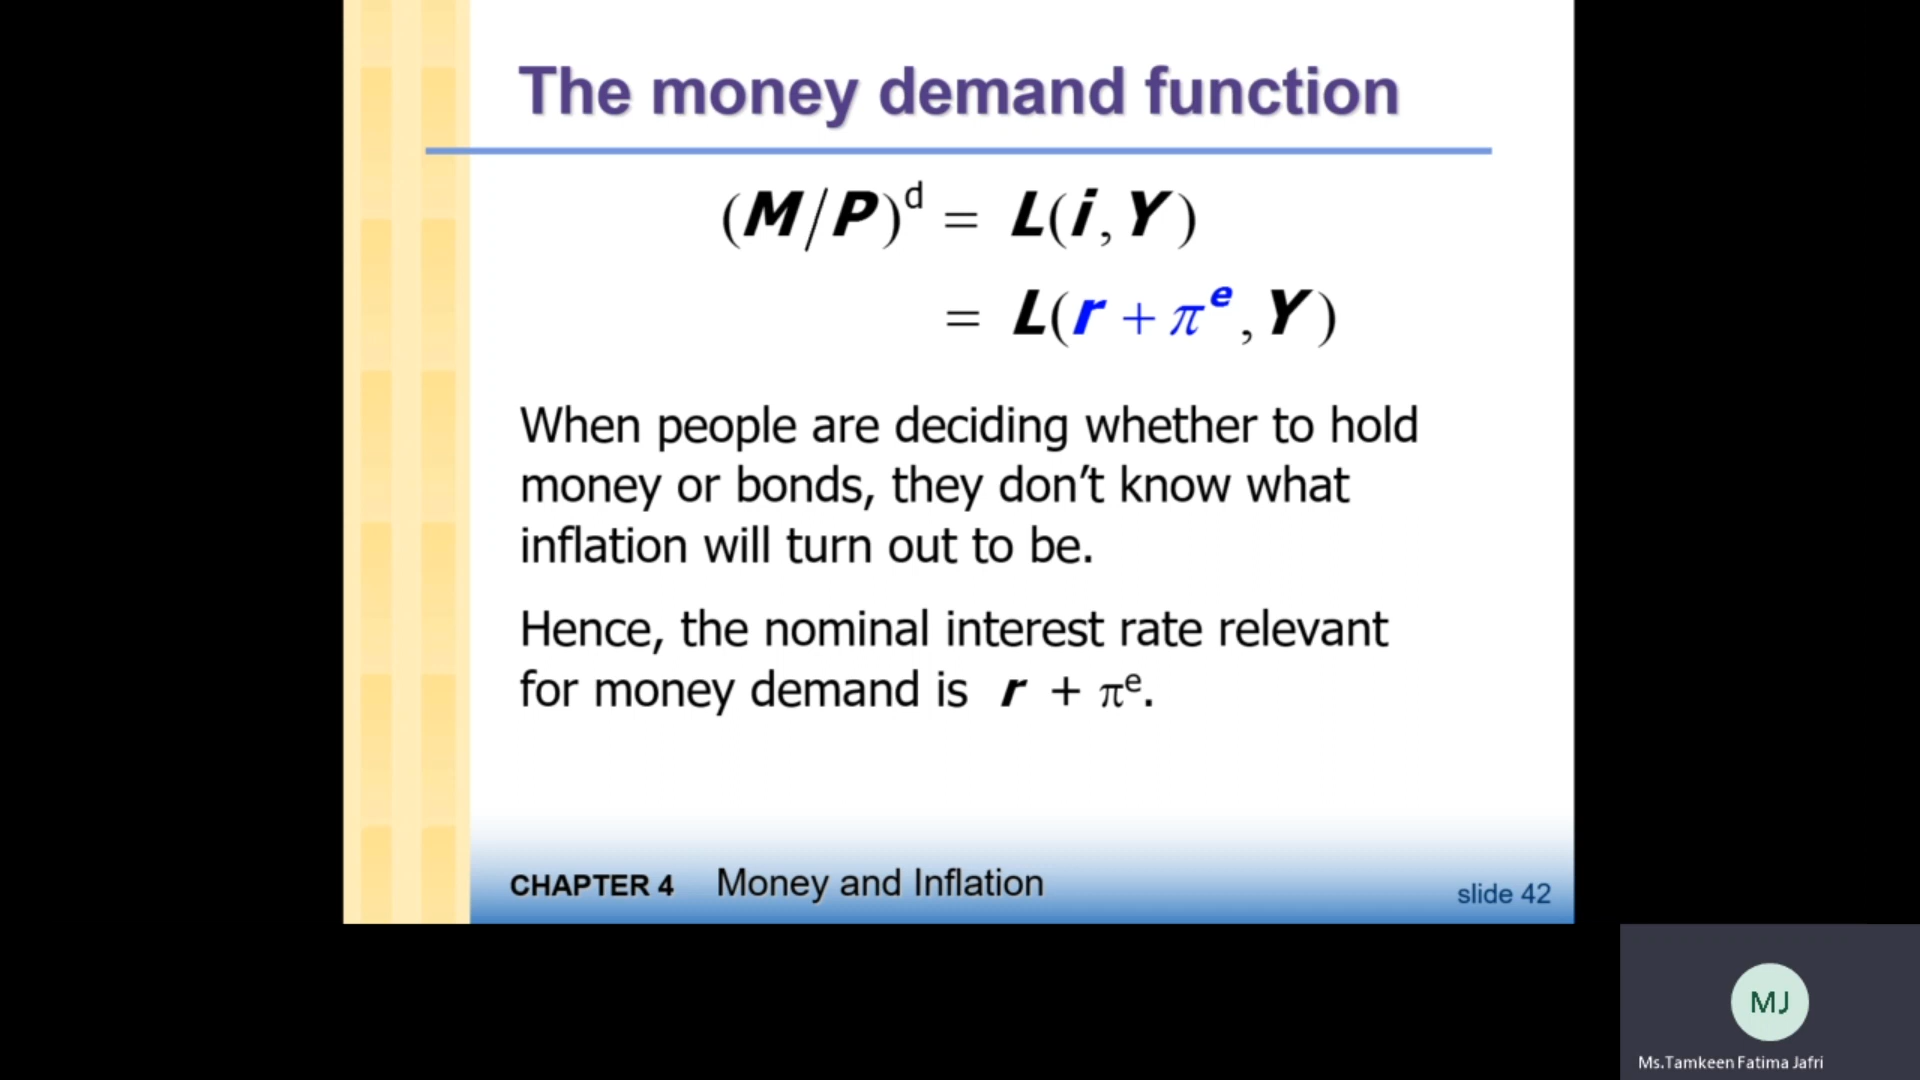 The money demand function
(M/P)ᵈ = L(i, Y)
= L(r + πᵉ, Y)
When people are deciding whether to hold
money or bonds, they don’t know what
inflation will turn out to be.
Hence, the nominal interest rate relevant
for money demand is r + πᵉ.
CHAPTER 4 Money and Inflation
slide 42
MJ
Ms.Tamkeen Fatima Jafri